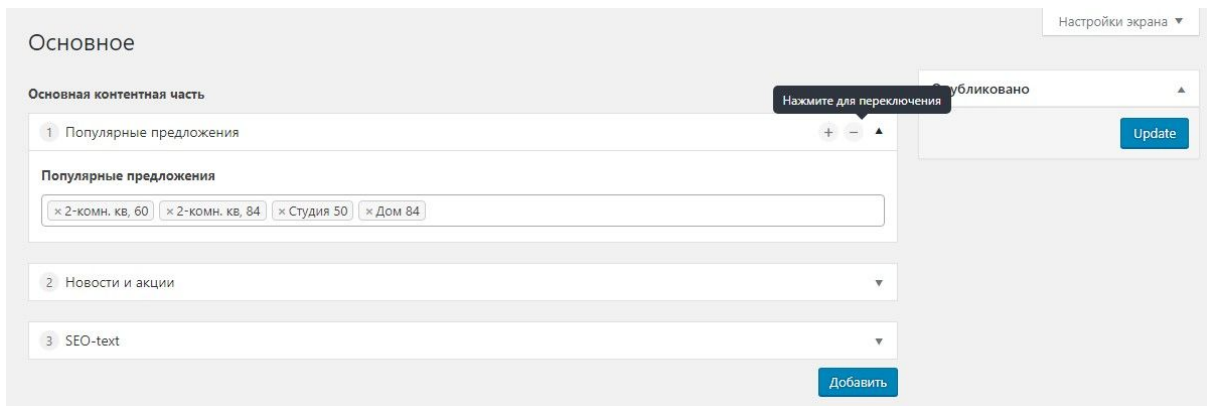 Настройки экрана ▼
Основное
Основная контентная часть
Нажмите для переключения
убликовано ▲
1 Популярные предложения + − ▲
Update
Популярные предложения
× 2-комн. кв, 60 × 2-комн. кв, 84 × Студия 50 × Дом 84
2 Новости и акции ▼
3 SEO-text ▼
Добавить